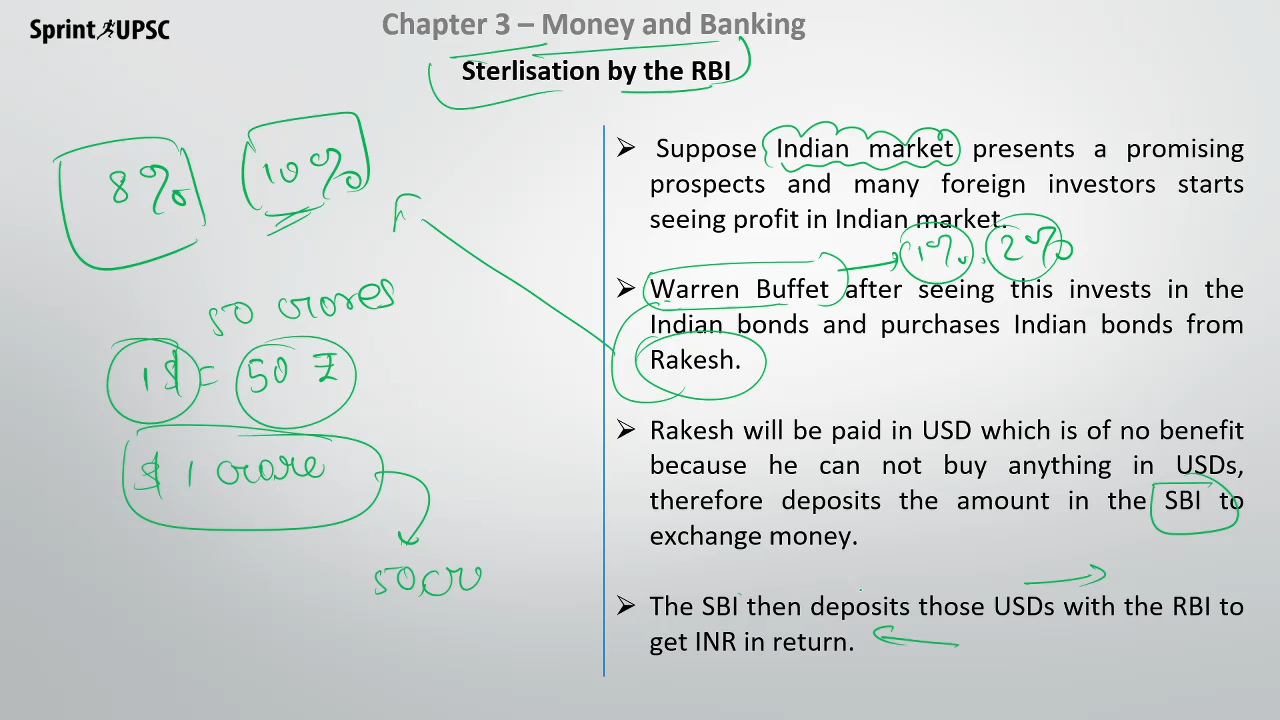 Sprint UPSC
Chapter 3 – Money and Banking
Sterlisation by the RBI
8%
10%
50 crores
1 $ = 50 ₹
$ 1 crore
➢ Suppose Indian market presents a promising
prospects and many foreign investors starts
seeing profit in Indian market.
1%, 2%
➢ Warren Buffet after seeing this invests in the
Indian bonds and purchases Indian bonds from
Rakesh.
➢ Rakesh will be paid in USD which is of no benefit
because he can not buy anything in USDs,
therefore deposits the amount in the SBI to
exchange money.
➢ The SBI then deposits those USDs with the RBI to
get INR in return.